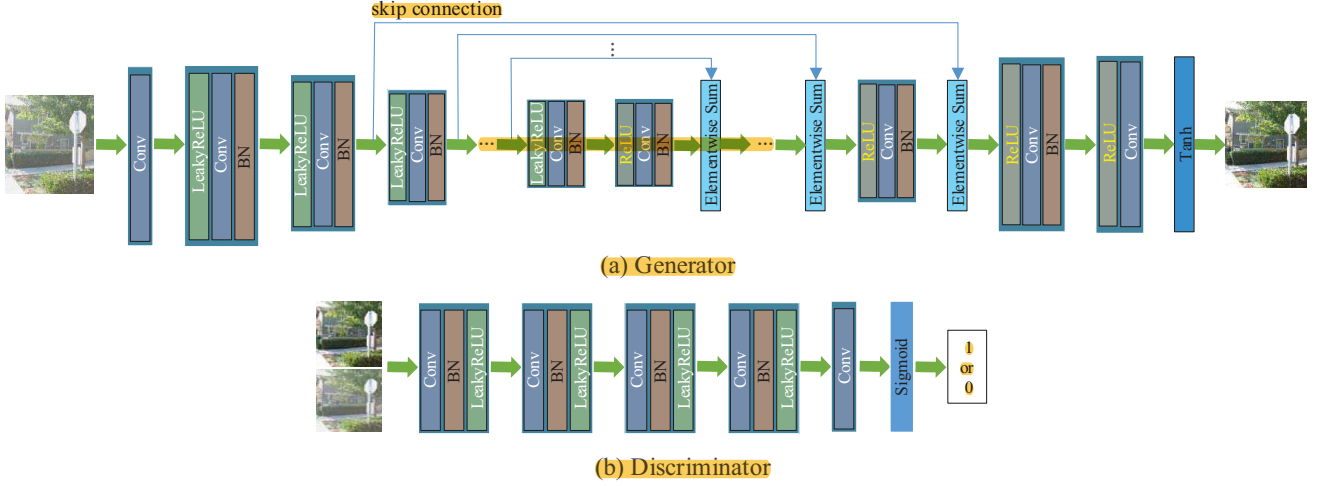 skip connection
⋮
Conv
LeakyReLU
Conv
BN
LeakyReLU
Conv
BN
LeakyReLU
Conv
BN
...
LeakyReLU
Conv
BN
ReLU
Conv
BN
Elementwise Sum
...
Elementwise Sum
ReLU
Conv
BN
Elementwise Sum
ReLU
Conv
BN
ReLU
Conv
Tanh
(a) Generator
Conv
BN
LeakyReLU
Conv
BN
LeakyReLU
Conv
BN
LeakyReLU
Conv
BN
LeakyReLU
Conv
Sigmoid
1
or
0
(b) Discriminator